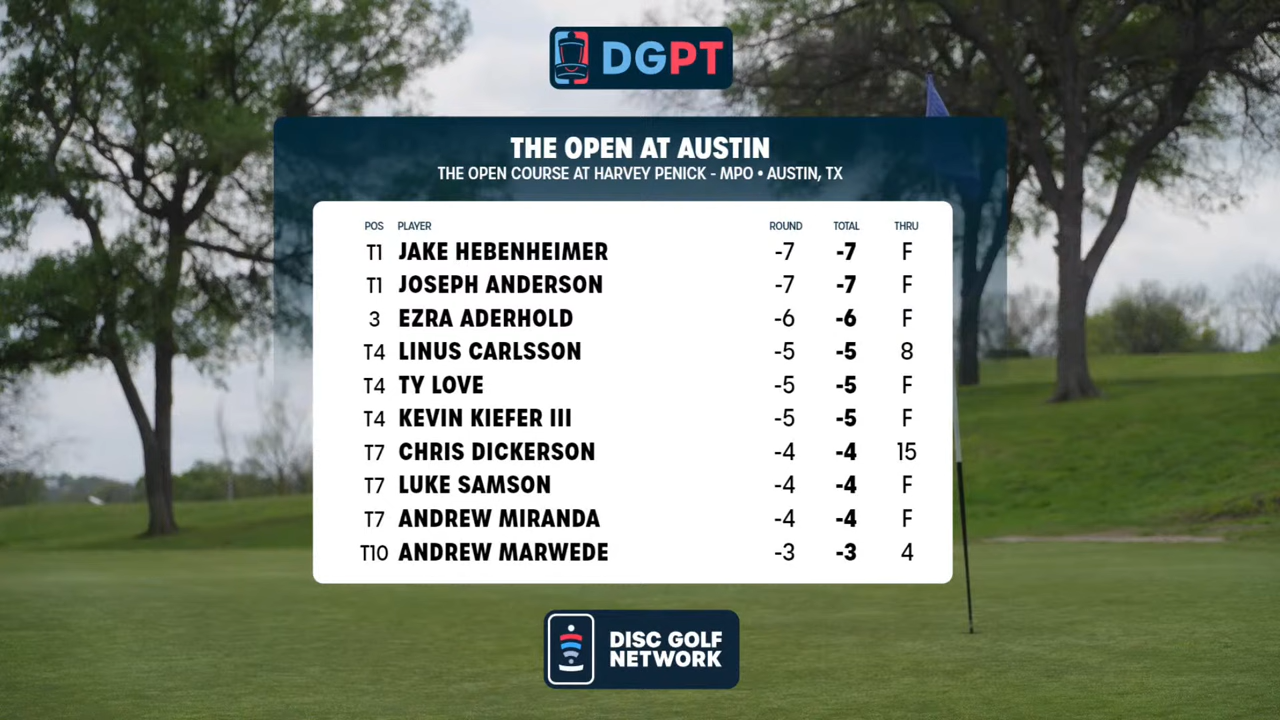 DGPT
THE OPEN AT AUSTIN
THE OPEN COURSE AT HARVEY PENICK - MPO • AUSTIN, TX
POS PLAYER ROUND TOTAL THRU
T1 JAKE HEBENHEIMER -7 -7 F
T1 JOSEPH ANDERSON -7 -7 F
3 EZRA ADERHOLD -6 -6 F
T4 LINUS CARLSSON -5 -5 8
T4 TY LOVE -5 -5 F
T4 KEVIN KIEFER III -5 -5 F
T7 CHRIS DICKERSON -4 -4 15
T7 LUKE SAMSON -4 -4 F
T7 ANDREW MIRANDA -4 -4 F
T10 ANDREW MARWEDE -3 -3 4
DISC GOLF
NETWORK